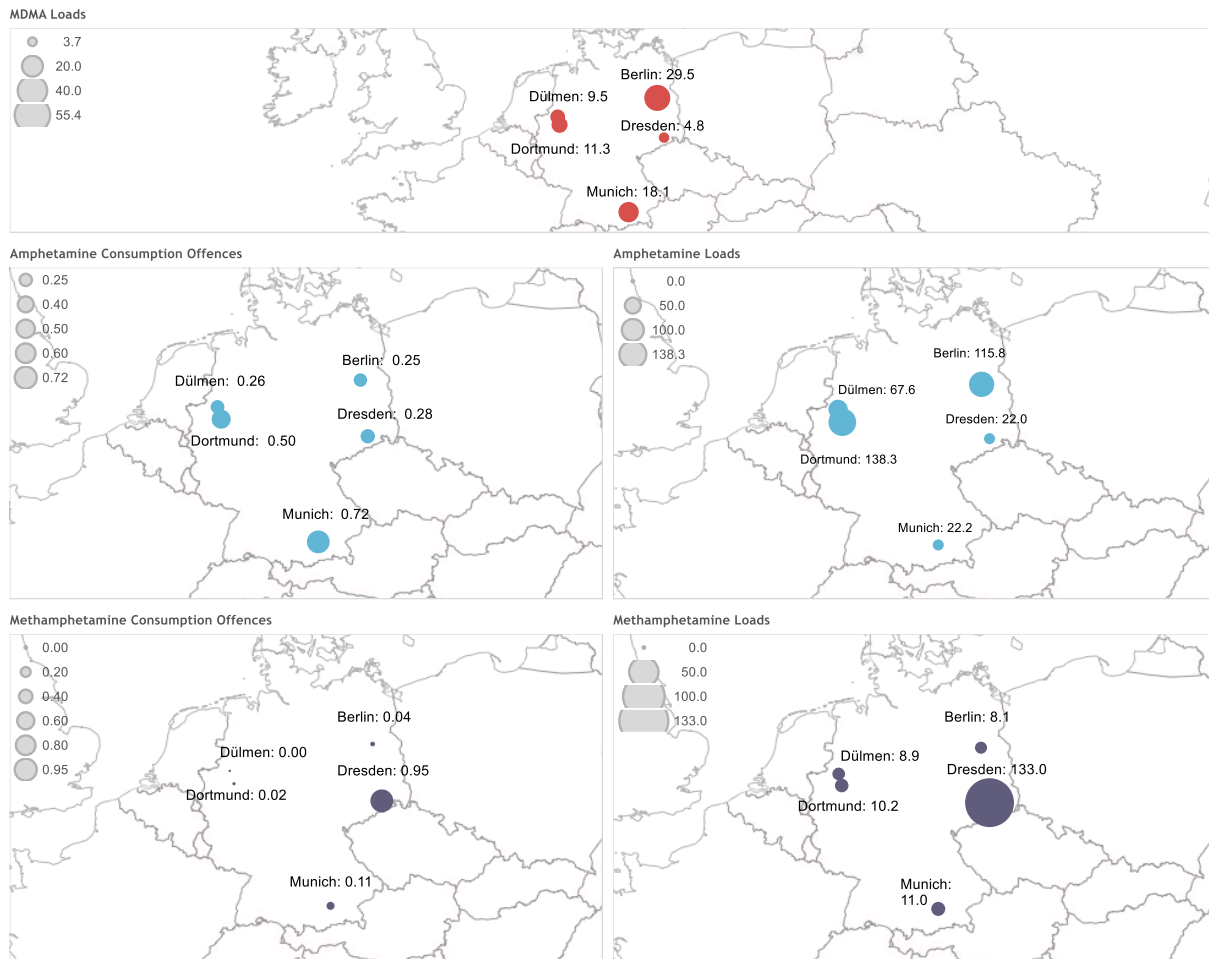 MDMA Loads
3.7
20.0
40.0
55.4
Berlin: 29.5
Dülmen: 9.5
Dresden: 4.8
Dortmund: 11.3
Munich: 18.1
Amphetamine Consumption Offences
0.25
0.40
0.50
0.60
0.72
Berlin: 0.25
Dülmen: 0.26
Dresden: 0.28
Dortmund: 0.50
Munich: 0.72
Amphetamine Loads
0.0
50.0
100.0
138.3
Berlin: 115.8
Dülmen: 67.6
Dresden: 22.0
Dortmund: 138.3
Munich: 22.2
Methamphetamine Consumption Offences
0.00
0.20
0.40
0.60
0.80
0.95
Berlin: 0.04
Dülmen: 0.00
Dresden: 0.95
Dortmund: 0.02
Munich: 0.11
Methamphetamine Loads
0.0
50.0
100.0
133.0
Berlin: 8.1
Dülmen: 8.9
Dresden: 133.0
Dortmund: 10.2
Munich:
11.0